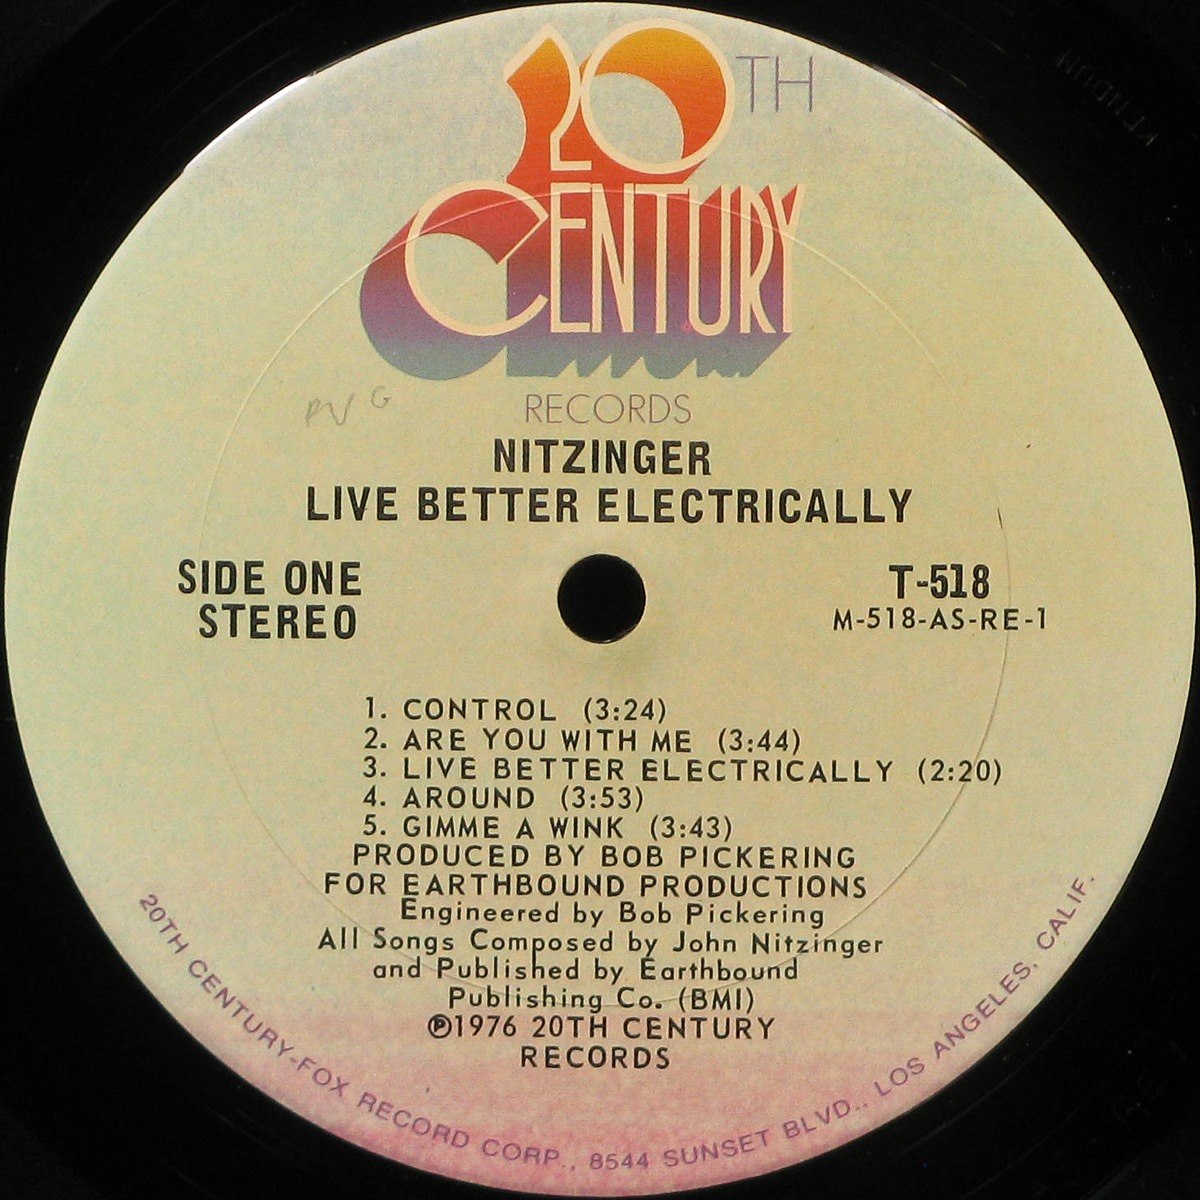 20TH
CENTURY
RECORDS
NITZINGER
LIVE BETTER ELECTRICALLY
SIDE ONE
STEREO
T-518
M-518-AS-RE-1
1. CONTROL (3:24)
2. ARE YOU WITH ME (3:44)
3. LIVE BETTER ELECTRICALLY (2:20)
4. AROUND (3:53)
5. GIMME A WINK (3:43)
PRODUCED BY BOB PICKERING
FOR EARTHBOUND PRODUCTIONS
Engineered by Bob Pickering
All Songs Composed by John Nitzinger
and Published by Earthbound
Publishing Co. (BMI)
℗1976 20TH CENTURY
RECORDS
20TH CENTURY-FOX RECORD CORP., 8544 SUNSET BLVD., LOS ANGELES, CALIF.